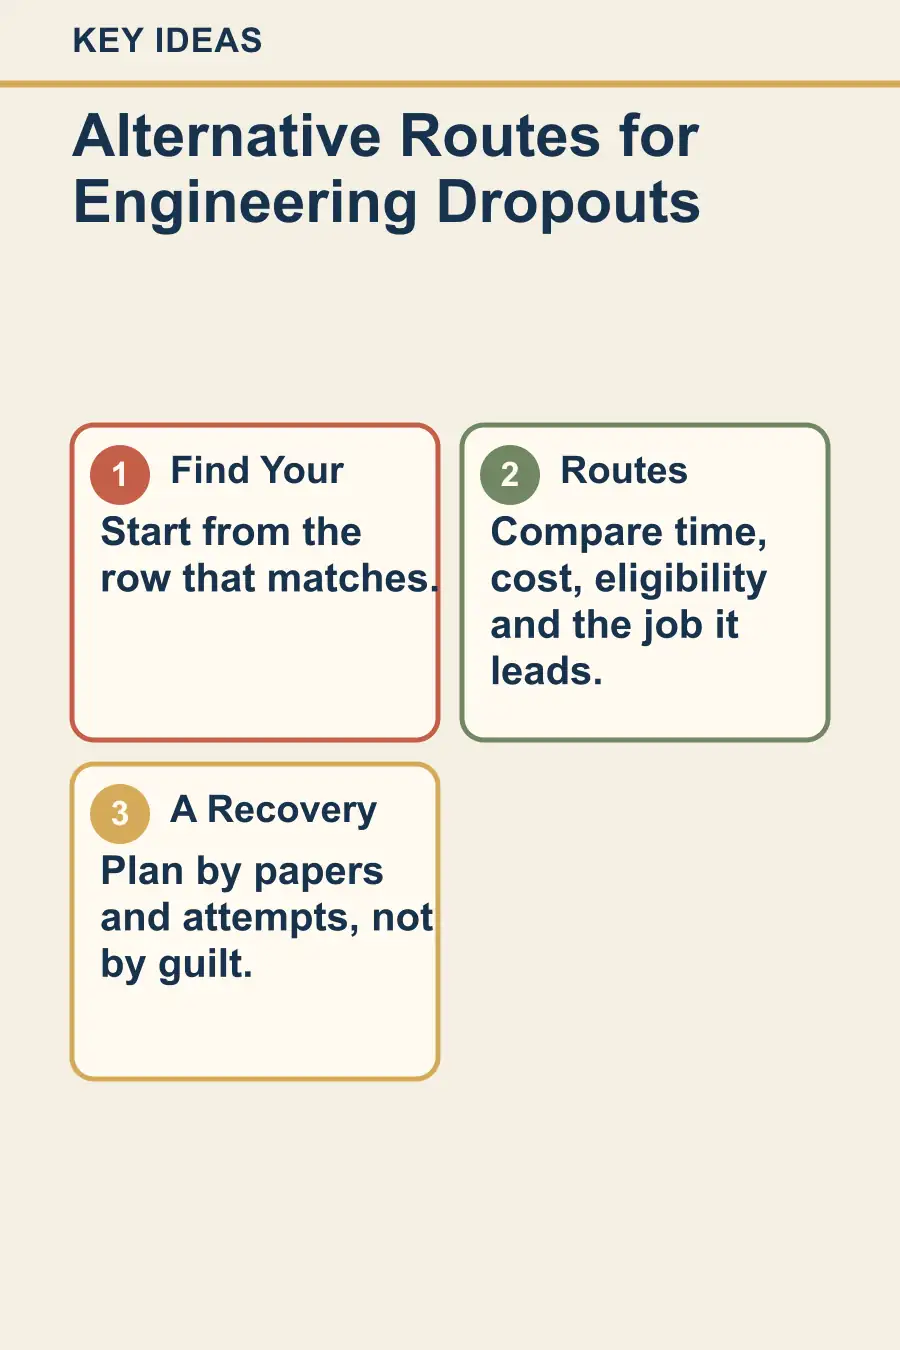 KEY IDEAS
Alternative Routes for
Engineering Dropouts
1
Find Your
Start from the
row that matches.
2
Routes
Compare time,
cost, eligibility
and the job it
leads.
3
A Recovery
Plan by papers
and attempts, not
by guilt.